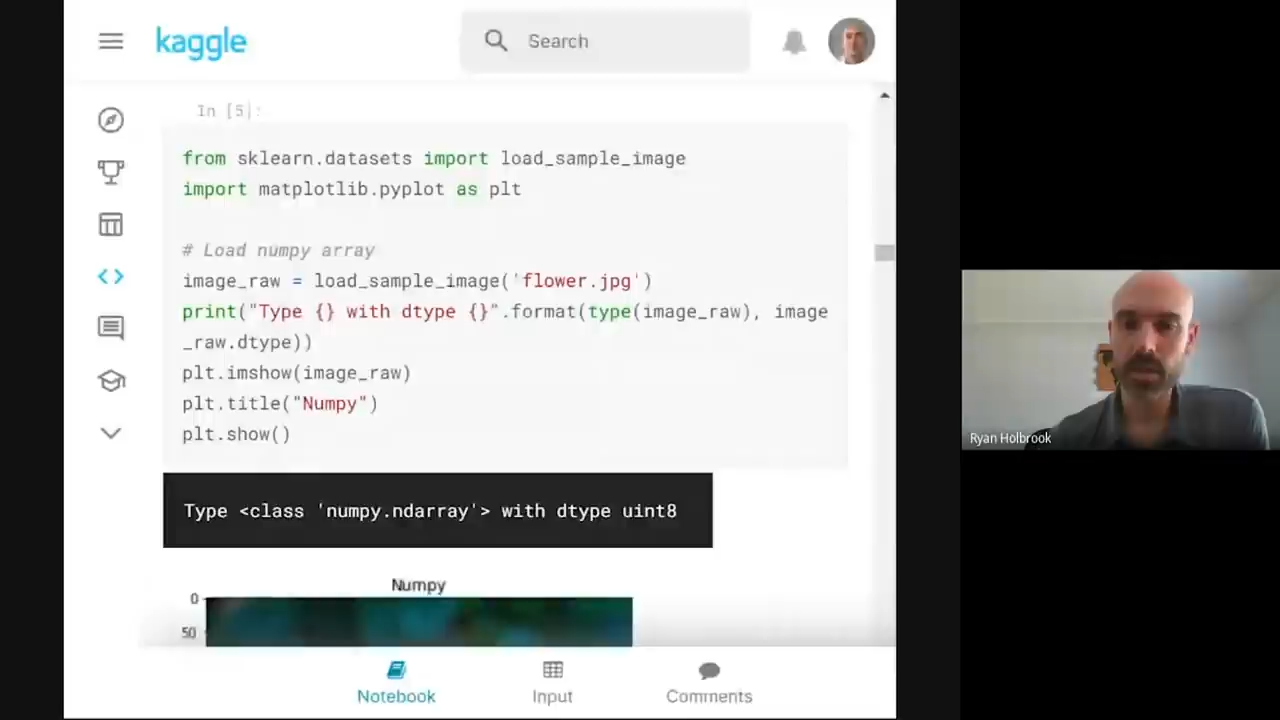 kaggle
Search
In [5]:
from sklearn.datasets import load_sample_image
import matplotlib.pyplot as plt
# Load numpy array
image_raw = load_sample_image('flower.jpg')
print("Type {} with dtype {}".format(type(image_raw), image
_raw.dtype))
plt.imshow(image_raw)
plt.title("Numpy")
plt.show()
Type <class 'numpy.ndarray'> with dtype uint8
Numpy
0
50
Notebook
Input
Comments
Ryan Holbrook